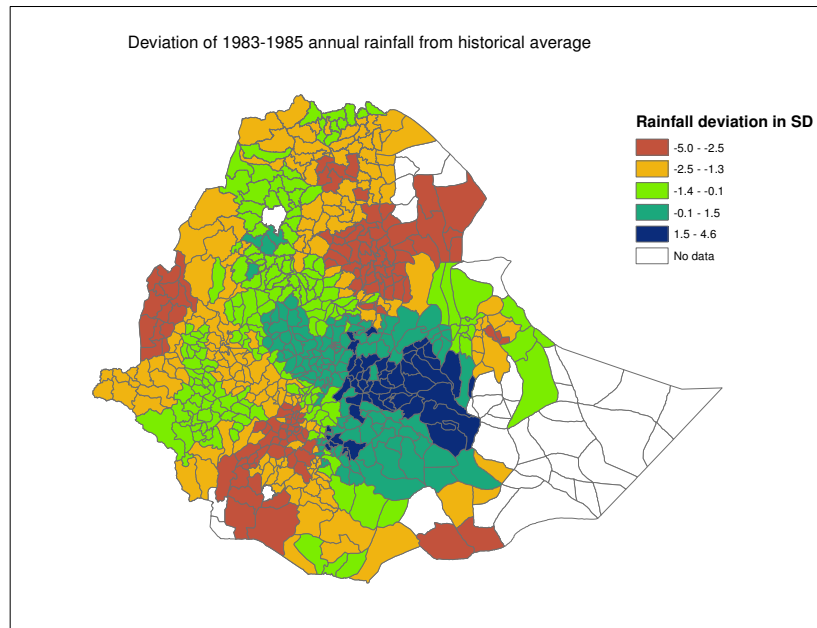 Deviation of 1983-1985 annual rainfall from historical average
Rainfall deviation in SD
-5.0 - -2.5
-2.5 - -1.3
-1.4 - -0.1
-0.1 - 1.5
1.5 - 4.6
No data